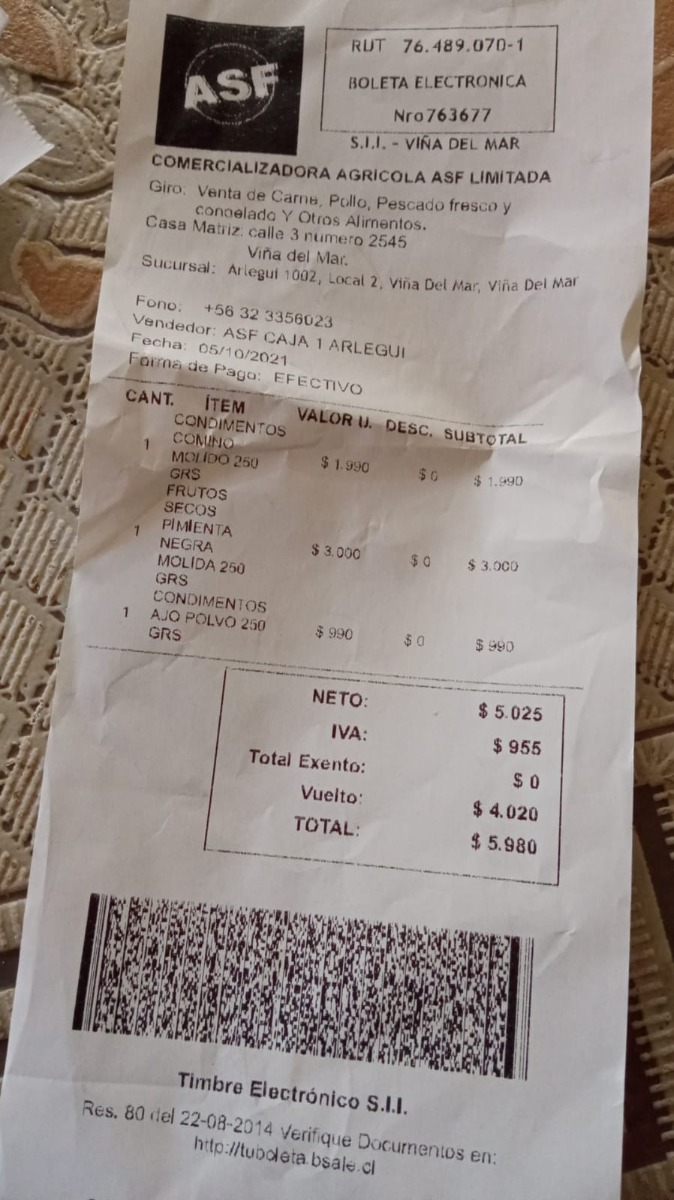 ASF
RUT 76.489.070-1
BOLETA ELECTRONICA
Nro763677
S.I.I. - VIÑA DEL MAR
COMERCIALIZADORA AGRICOLA ASF LIMITADA
Giro: Venta de Carne, Pollo, Pescado fresco y
congelado Y Otros Alimentos.
Casa Matriz: calle 3 numero 2545
Viña del Mar.
Sucursal: Arlegui 1002, Local 2, Viña Del Mar, Viña Del Mar
Fono: +56 32 3356023
Vendedor: ASF CAJA 1 ARLEGUI
Fecha: 05/10/2021
Forma de Pago: EFECTIVO
CANT. ÍTEM VALOR U. DESC. SUBTOTAL
CONDIMENTOS
1 COMINO
MOLIDO 250 $ 1.990 $ 0 $ 1.990
GRS
FRUTOS
SECOS
1 PIMIENTA
NEGRA $ 3.000 $ 0 $ 3.000
MOLIDA 250
GRS
CONDIMENTOS
1 AJO POLVO 250 $ 990 $ 0 $ 990
GRS
NETO: $ 5.025
IVA: $ 955
Total Exento: $ 0
Vuelto: $ 4.020
TOTAL: $ 5.980
Timbre Electrónico S.I.I.
Res. 80 del 22-08-2014 Verifique Documentos en:
http://tuboleta.bsale.cl